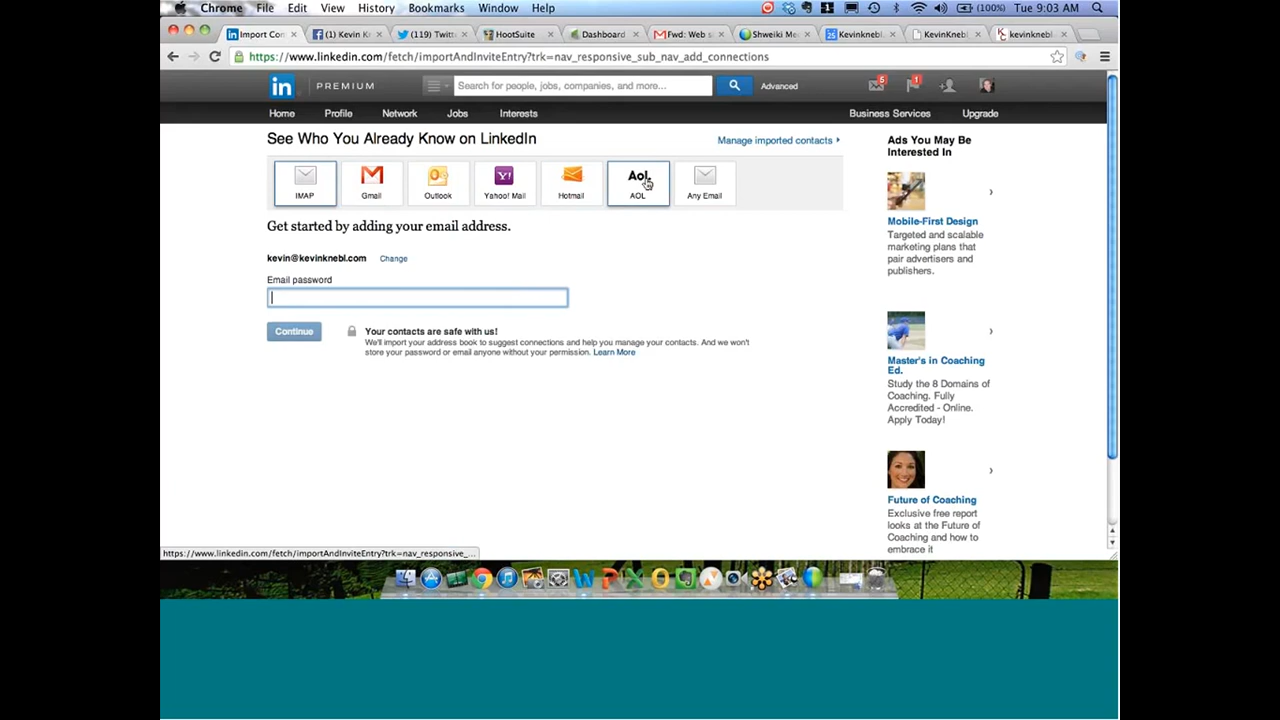 Chrome File Edit View History Bookmarks Window Help 1 (100%) Tue 9:03 AM
Import Con (1) Kevin Kn (119) Twitt HootSuite Dashboard Fwd: Web s Shweiki Me Kevinknebl KevinKNeb kevinknebl
https://www.linkedin.com/fetch/importAndInviteEntry?trk=nav_responsive_sub_nav_add_connections
in PREMIUM Search for people, jobs, companies, and more... Advanced 5 1
Home Profile Network Jobs Interests Business Services Upgrade
See Who You Already Know on LinkedIn
Manage imported contacts
IMAP
Gmail
Outlook
Y!
Yahoo! Mail
Hotmail
Aol.
AOL
Any Email
Get started by adding your email address.
kevin@kevinknebl.com Change
Email password
Continue
Your contacts are safe with us!
We'll import your address book to suggest connections and help you manage your contacts. And we won't
store your password or email anyone without your permission. Learn More
Ads You May Be
Interested In
Mobile-First Design
Targeted and scalable
marketing plans that
pair advertisers and
publishers.
Master's in Coaching
Ed.
Study the 8 Domains of
Coaching. Fully
Accredited - Online.
Apply Today!
Future of Coaching
Exclusive free report
looks at the Future of
Coaching and how to
embrace it
https://www.linkedin.com/fetch/importAndInviteEntry?trk=nav_responsive_...